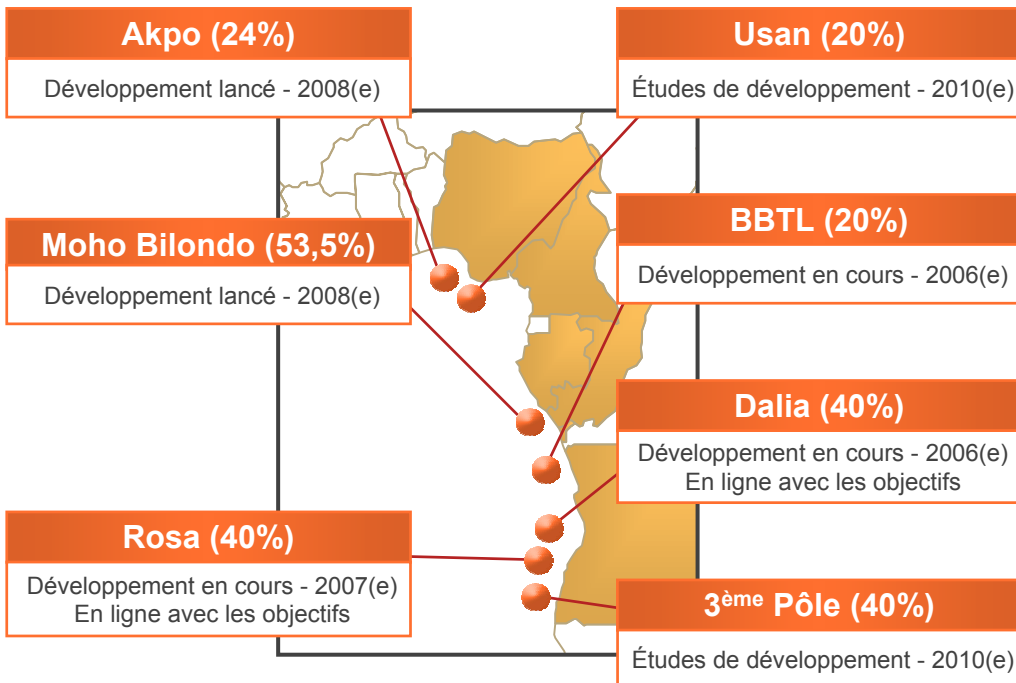 Akpo (24%)
Développement lancé - 2008(e)
Usan (20%)
Études de développement - 2010(e)
Moho Bilondo (53,5%)
Développement lancé - 2008(e)
BBTL (20%)
Développement en cours - 2006(e)
Dalia (40%)
Développement en cours - 2006(e)
En ligne avec les objectifs
Rosa (40%)
Développement en cours - 2007(e)
En ligne avec les objectifs
3ème Pôle (40%)
Études de développement - 2010(e)